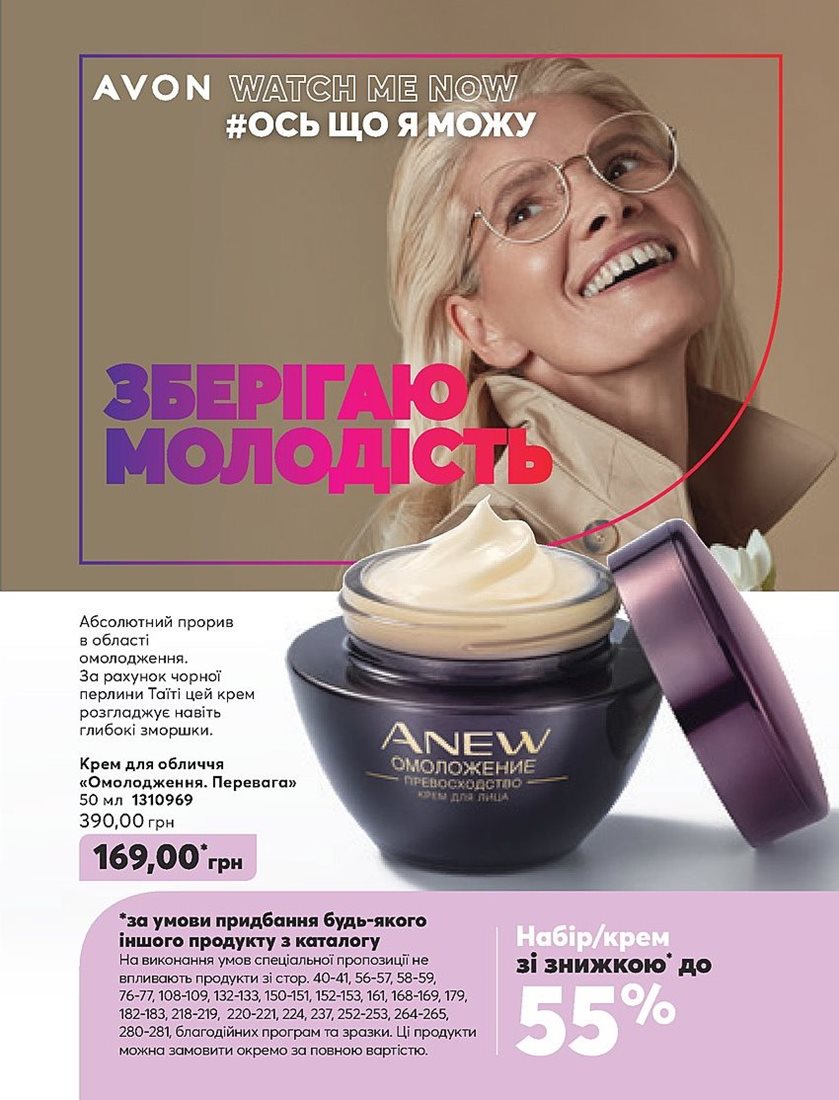 AVON WATCH ME NOW
#ОСЬ ЩО Я МОЖУ
ЗБЕРІГАЮ
МОЛОДІСТЬ
Абсолютний прорив
в області
омолодження.
За рахунок чорної
перлини Таїті цей крем
розгладжує навіть
глибокі зморшки.
Крем для обличчя
«Омолодження. Перевага»
50 мл 1310969
390,00 грн
169,00* грн
ANEW
ОМОЛОЖЕНИЕ
ПРЕВОСХОДСТВО
КРЕМ ДЛЯ ЛИЦА
*за умови придбання будь-якого
іншого продукту з каталогу
На виконання умов спеціальної пропозиції не
впливають продукти зі стор. 40-41, 56-57, 58-59,
76-77, 108-109, 132-133, 150-151, 152-153, 161, 168-169, 179,
182-183, 218-219, 220-221, 224, 237, 252-253, 264-265,
280-281, благодійних програм та зразки. Ці продукти
можна замовити окремо за повною вартістю.
Набір/крем
зі знижкою* до
55%